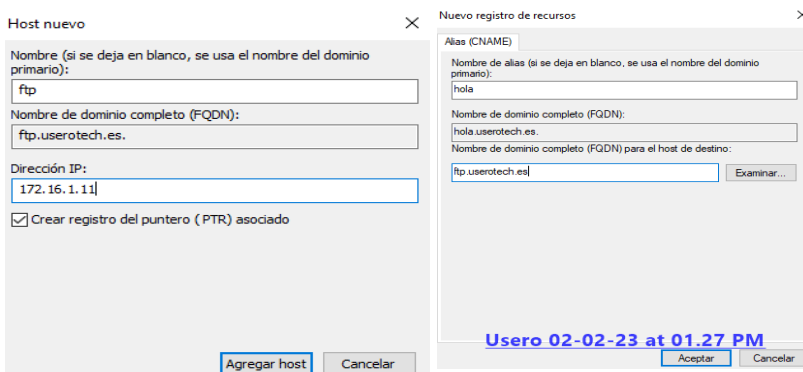 Host nuevo
Nombre (si se deja en blanco, se usa el nombre del dominio
primario):
ftp
Nombre de dominio completo (FQDN):
ftp.userotech.es.
Dirección IP:
172.16.1.11
Crear registro del puntero (PTR) asociado
Agregar host
Cancelar
Nuevo registro de recursos
Alias (CNAME)
Nombre de alias (si se deja en blanco, se usa el nombre del dominio
primario):
hola
Nombre de dominio completo (FQDN):
hola.userotech.es.
Nombre de dominio completo (FQDN) para el host de destino:
ftp.userotech.es
Examinar...
Usero 02-02-23 at 01.27 PM
Aceptar
Cancelar